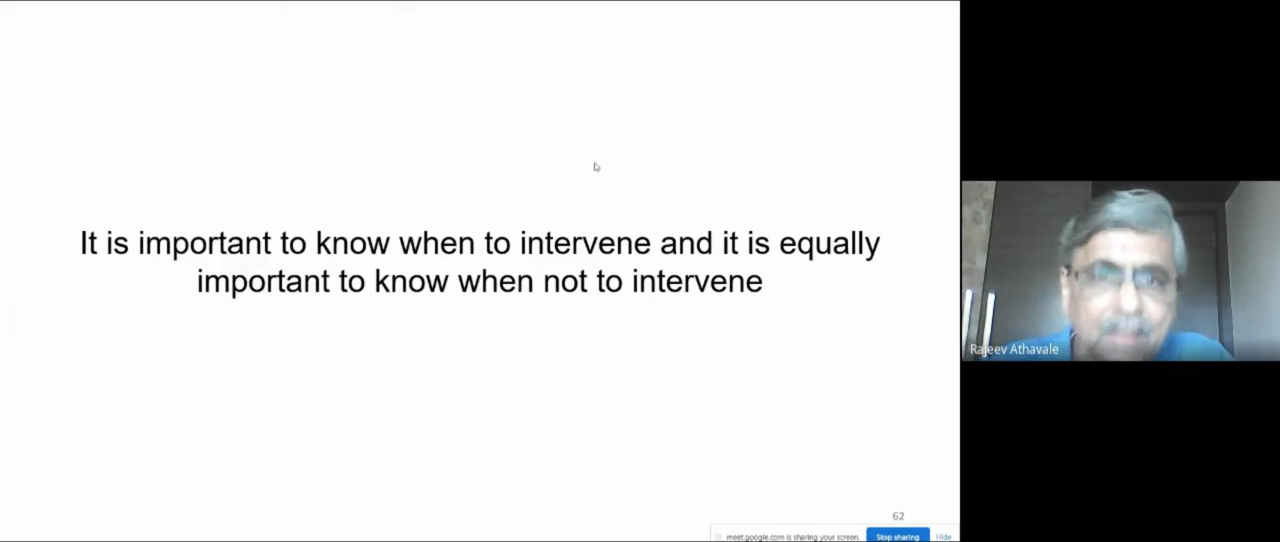 It is important to know when to intervene and it is equally
important to know when not to intervene
Rajeev Athavale
62
meet.google.com is sharing your screen.
Stop sharing
Hide